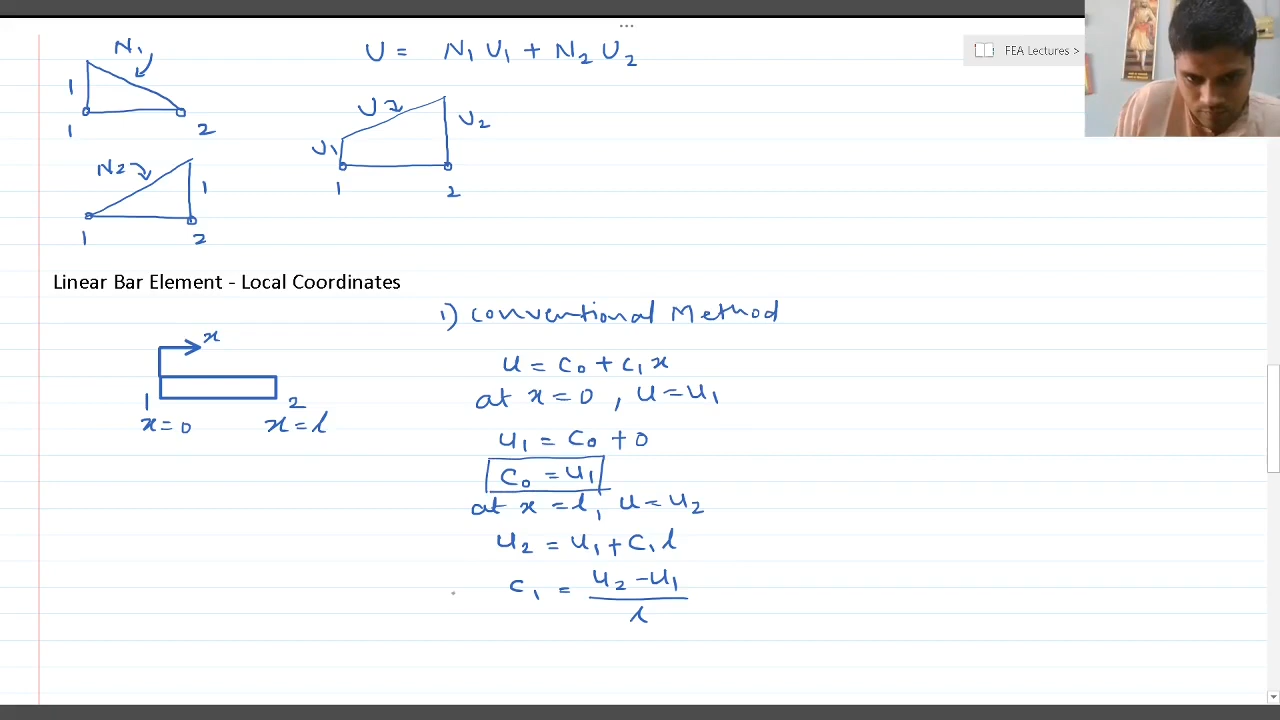 N₁
1
1 2
N2
1
1 2
U = N₁ U₁ + N₂ U₂
U
U₁
U₂
1 2
FEA Lectures >
Linear Bar Element - Local Coordinates
x
1 2
x = 0 x = l
1) Conventional Method
u = C₀ + C₁ x
at x = 0 , u = u₁
u₁ = C₀ + 0
C₀ = u₁
at x = l, u = u₂
u₂ = u₁ + C₁ l
C₁ = u₂ - u₁
l